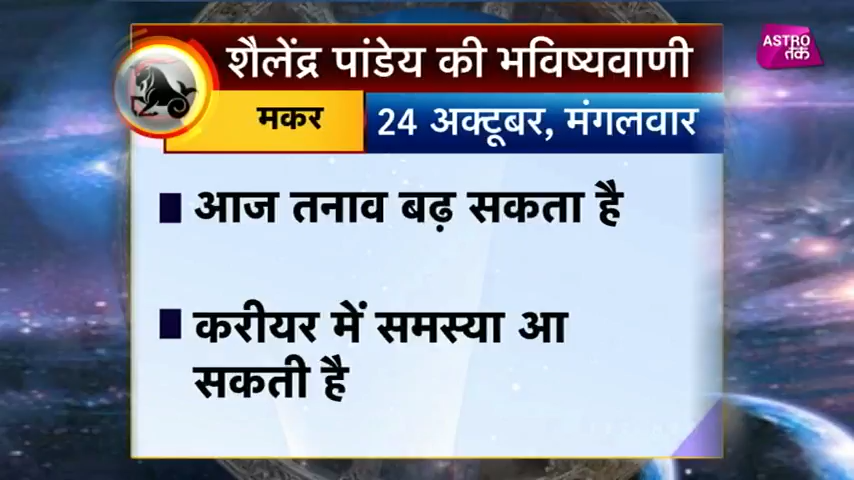 शैलेंद्र पांडेय की भविष्यवाणी
ASTRO
तक
मकर
24 अक्टूबर, मंगलवार
आज तनाव बढ़ सकता है
करीयर में समस्या आ
सकती है